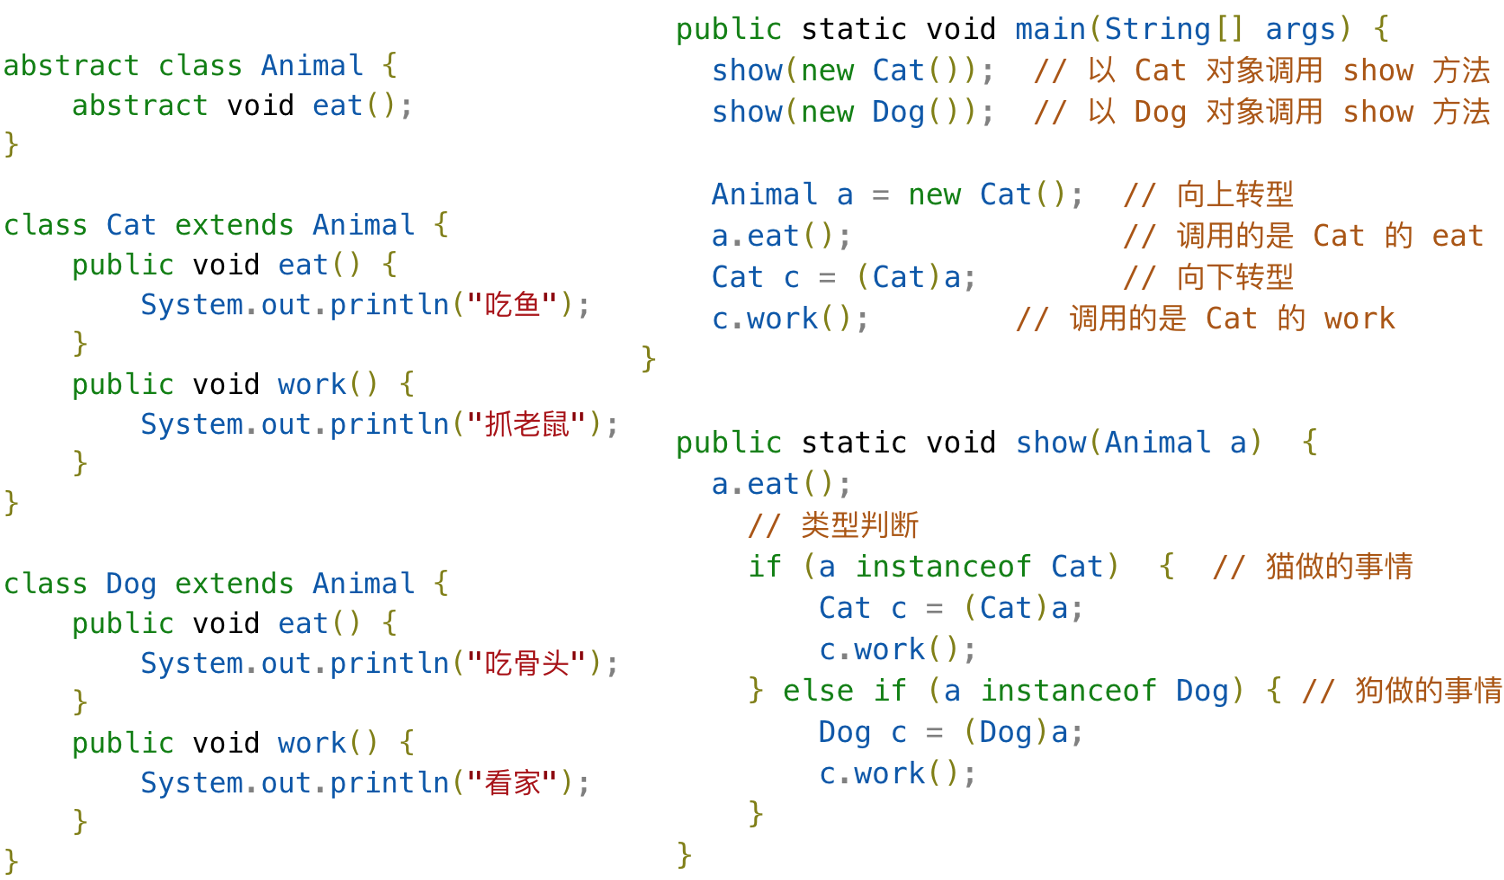 abstract class Animal {
    abstract void eat();
}

class Cat extends Animal {
    public void eat() {
        System.out.println("吃鱼");
    }
    public void work() {
        System.out.println("抓老鼠");
    }
}

class Dog extends Animal {
    public void eat() {
        System.out.println("吃骨头");
    }
    public void work() {
        System.out.println("看家");
    }
}

  public static void main(String[] args) {
    show(new Cat());  // 以 Cat 对象调用 show 方法
    show(new Dog());  // 以 Dog 对象调用 show 方法

    Animal a = new Cat();  // 向上转型
    a.eat();               // 调用的是 Cat 的 eat
    Cat c = (Cat)a;        // 向下转型
    c.work();        // 调用的是 Cat 的 work
}

  public static void show(Animal a)  {
    a.eat();
      // 类型判断
      if (a instanceof Cat)  {  // 猫做的事情
          Cat c = (Cat)a;
          c.work();
      } else if (a instanceof Dog) { // 狗做的事情
          Dog c = (Dog)a;
          c.work();
      }
  }